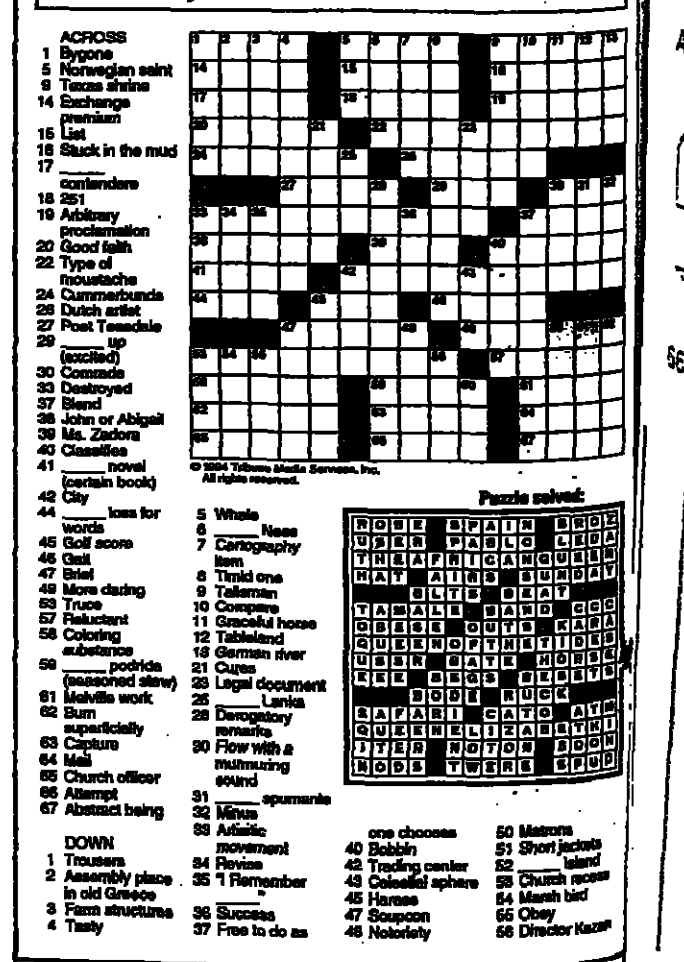 ACROSS
1 Bygone
5 Norwegian saint
9 Texas shrine
14 Exchange
premium
15 List
16 Stuck in the mud
17 _____
contendere
18 251
19 Arbitrary
proclamation
20 Good faith
22 Type of
moustache
24 Cummerbunds
26 Dutch artist
27 Poet Teasdale
29 _____ up
(excited)
30 Comrade
33 Destroyed
37 Blend
38 John or Abigail
39 Ms. Zadora
40 Classifies
41 _____ novel
(certain book)
42 City
44 _____ loss for
words
45 Golf score
46 Gait
47 Brief
49 More daring
53 Truce
57 Reluctant
58 Coloring
substance
59 _____ podrida
(seasoned stew)
61 Melville work
62 Burn
superficially
63 Capture
64 Mail
65 Church officer
66 Attempt
67 Abstract being
DOWN
1 Trousers
2 Assembly place
in old Greece
3 Farm structures
4 Tasty
© 1994 Tribune Media Services, Inc.
All rights reserved.
5 Whale
6 _____ Ness
7 Cartography
item
8 Timid one
9 Talisman
10 Compare
11 Graceful horse
12 Tableland
13 German river
21 Cures
23 Legal document
25 _____ Lanka
28 Derogatory
remarks
30 Flow with a
murmuring
sound
31 _____ spumante
32 Minus
33 Artistic
movement
34 Revise
35 "I Remember
_____"
36 Success
37 Free to do as
one chooses
40 Bobbin
42 Trading center
43 Celestial sphere
45 Harass
47 Soupcon
48 Notoriety
50 Matrons
51 Short jackets
52 _____ Island
53 Church recess
54 Marsh bird
55 Obey
56 Director Kazan
Puzzle solved:
ROBE SPAIN BROZ
USER PABLO LEDA
THEAFRICANQUEEN
HAT AIRS SUNDAY
BLTS BEAT
TAMALE SAND CCC
OBESE OUTS KARA
QUEENOFTHETIDES
USSR GATE HORSE
EEE BEGS BESETS
BODE RUCK
SAFARI CATO ATM
QUEENELIZABETHI
ITER NOTON BOON
NODS TWERE SPUD